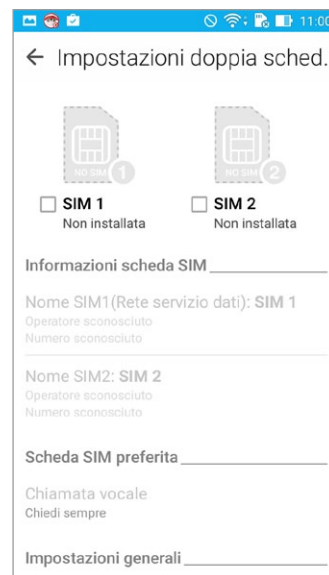 11:00
Impostazioni doppia sched.
NO SIM 1
NO SIM 2
SIM 1
Non installata
SIM 2
Non installata
Informazioni scheda SIM
Nome SIM1(Rete servizio dati): SIM 1
Operatore sconosciuto
Numero sconosciuto
Nome SIM2: SIM 2
Operatore sconosciuto
Numero sconosciuto
Scheda SIM preferita
Chiamata vocale
Chiedi sempre
Impostazioni generali